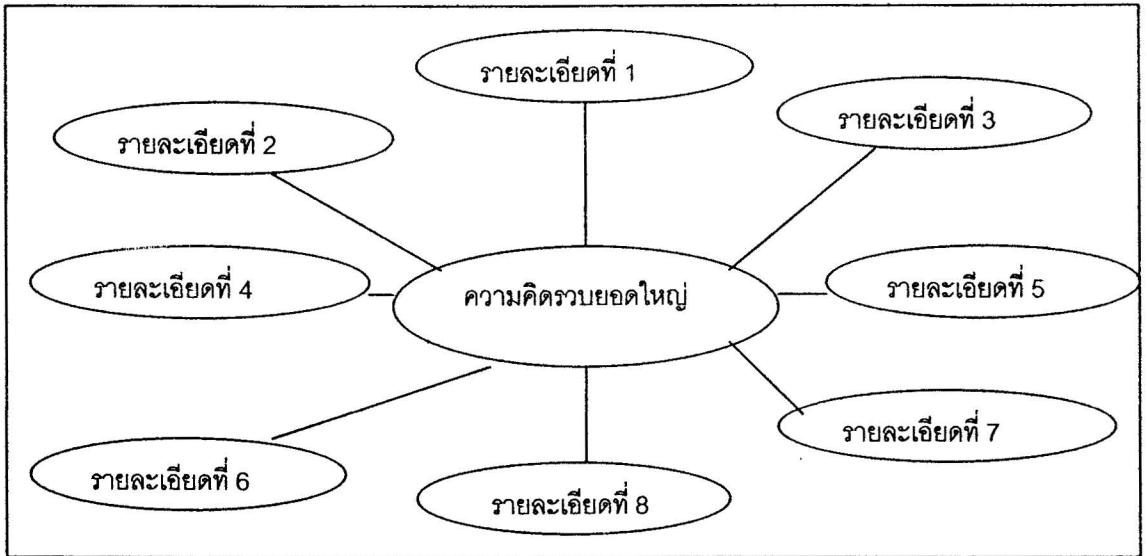 รายละเอียดที่ 1
รายละเอียดที่ 2
รายละเอียดที่ 3
รายละเอียดที่ 4
ความคิดรวบยอดใหญ่
รายละเอียดที่ 5
รายละเอียดที่ 6
รายละเอียดที่ 7
รายละเอียดที่ 8